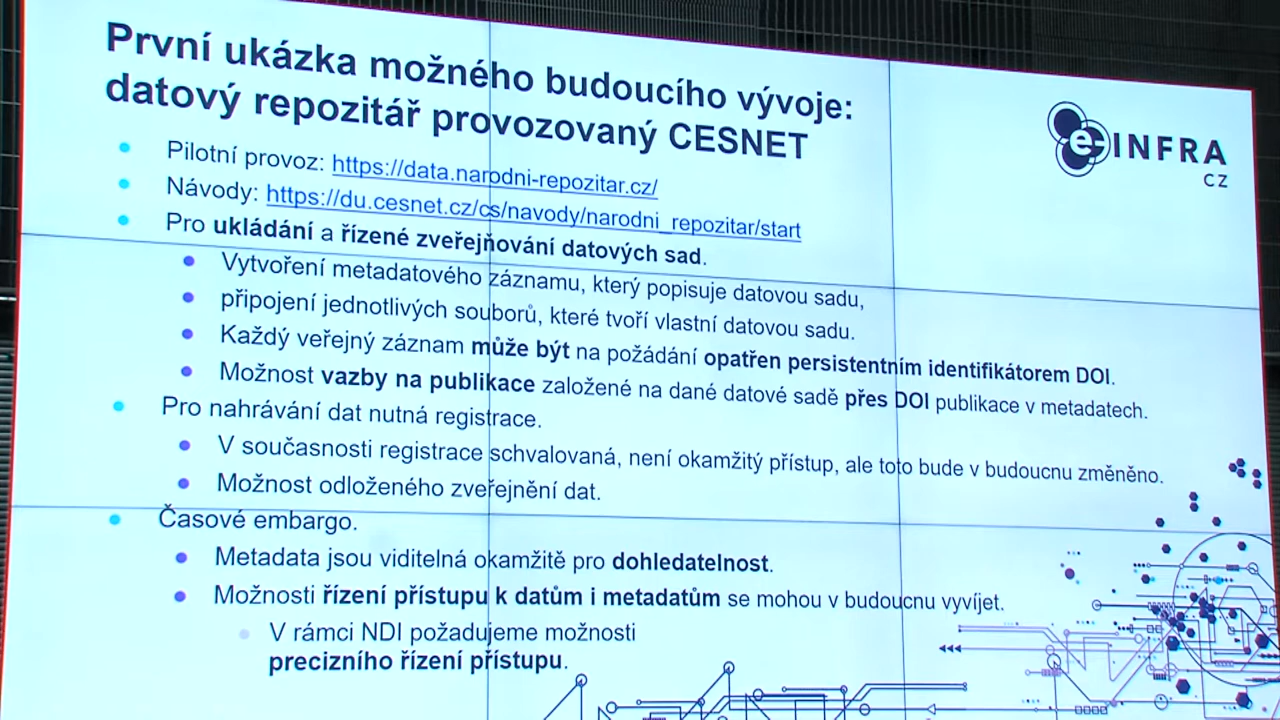 První ukázka možného budoucího vývoje:
datový repozitář provozovaný CESNET
e-INFRA
CZ
Pilotní provoz: https://data.narodni-repozitar.cz/
Návody: https://du.cesnet.cz/cs/navody/narodni_repozitar/start
Pro ukládání a řízené zveřejňování datových sad.
Vytvoření metadatového záznamu, který popisuje datovou sadu,
připojení jednotlivých souborů, které tvoří vlastní datovou sadu.
Každý veřejný záznam může být na požádání opatřen persistentním identifikátorem DOI.
Možnost vazby na publikace založené na dané datové sadě přes DOI publikace v metadatech.
Pro nahrávání dat nutná registrace.
V současnosti registrace schvalovaná, není okamžitý přístup, ale toto bude v budoucnu změněno.
Možnost odloženého zveřejnění dat.
Časové embargo.
Metadata jsou viditelná okamžitě pro dohledatelnost.
Možnosti řízení přístupu k datům i metadatům se mohou v budoucnu vyvíjet.
V rámci NDI požadujeme možnosti
precizního řízení přístupu.